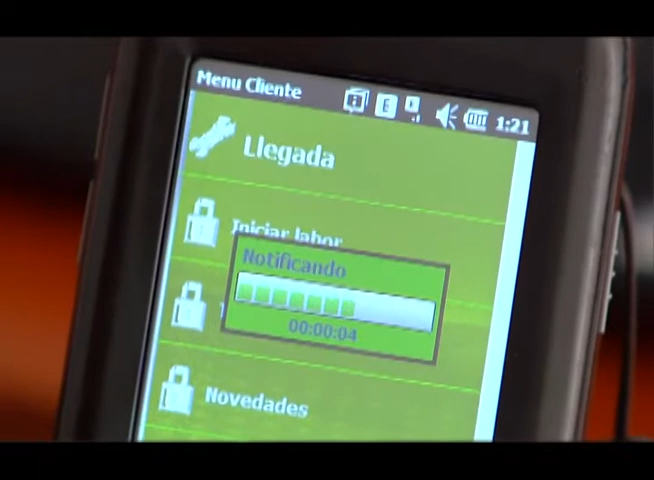 Menu Cliente E 1:21
Llegada
Iniciar labor
Notificando
00:00:04
Novedades